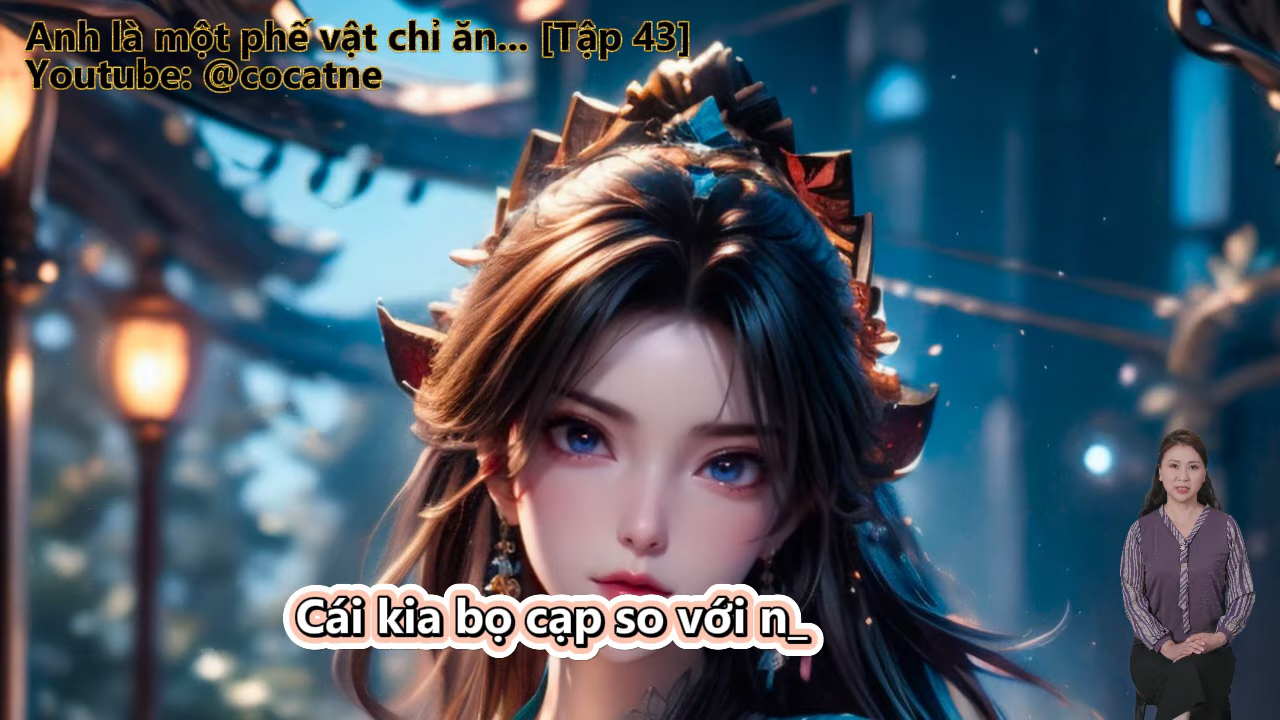 Anh là một phế vật chỉ ăn... [Tập 43]
Youtube: @cocatne
Cái kia bọ cạp so với n_